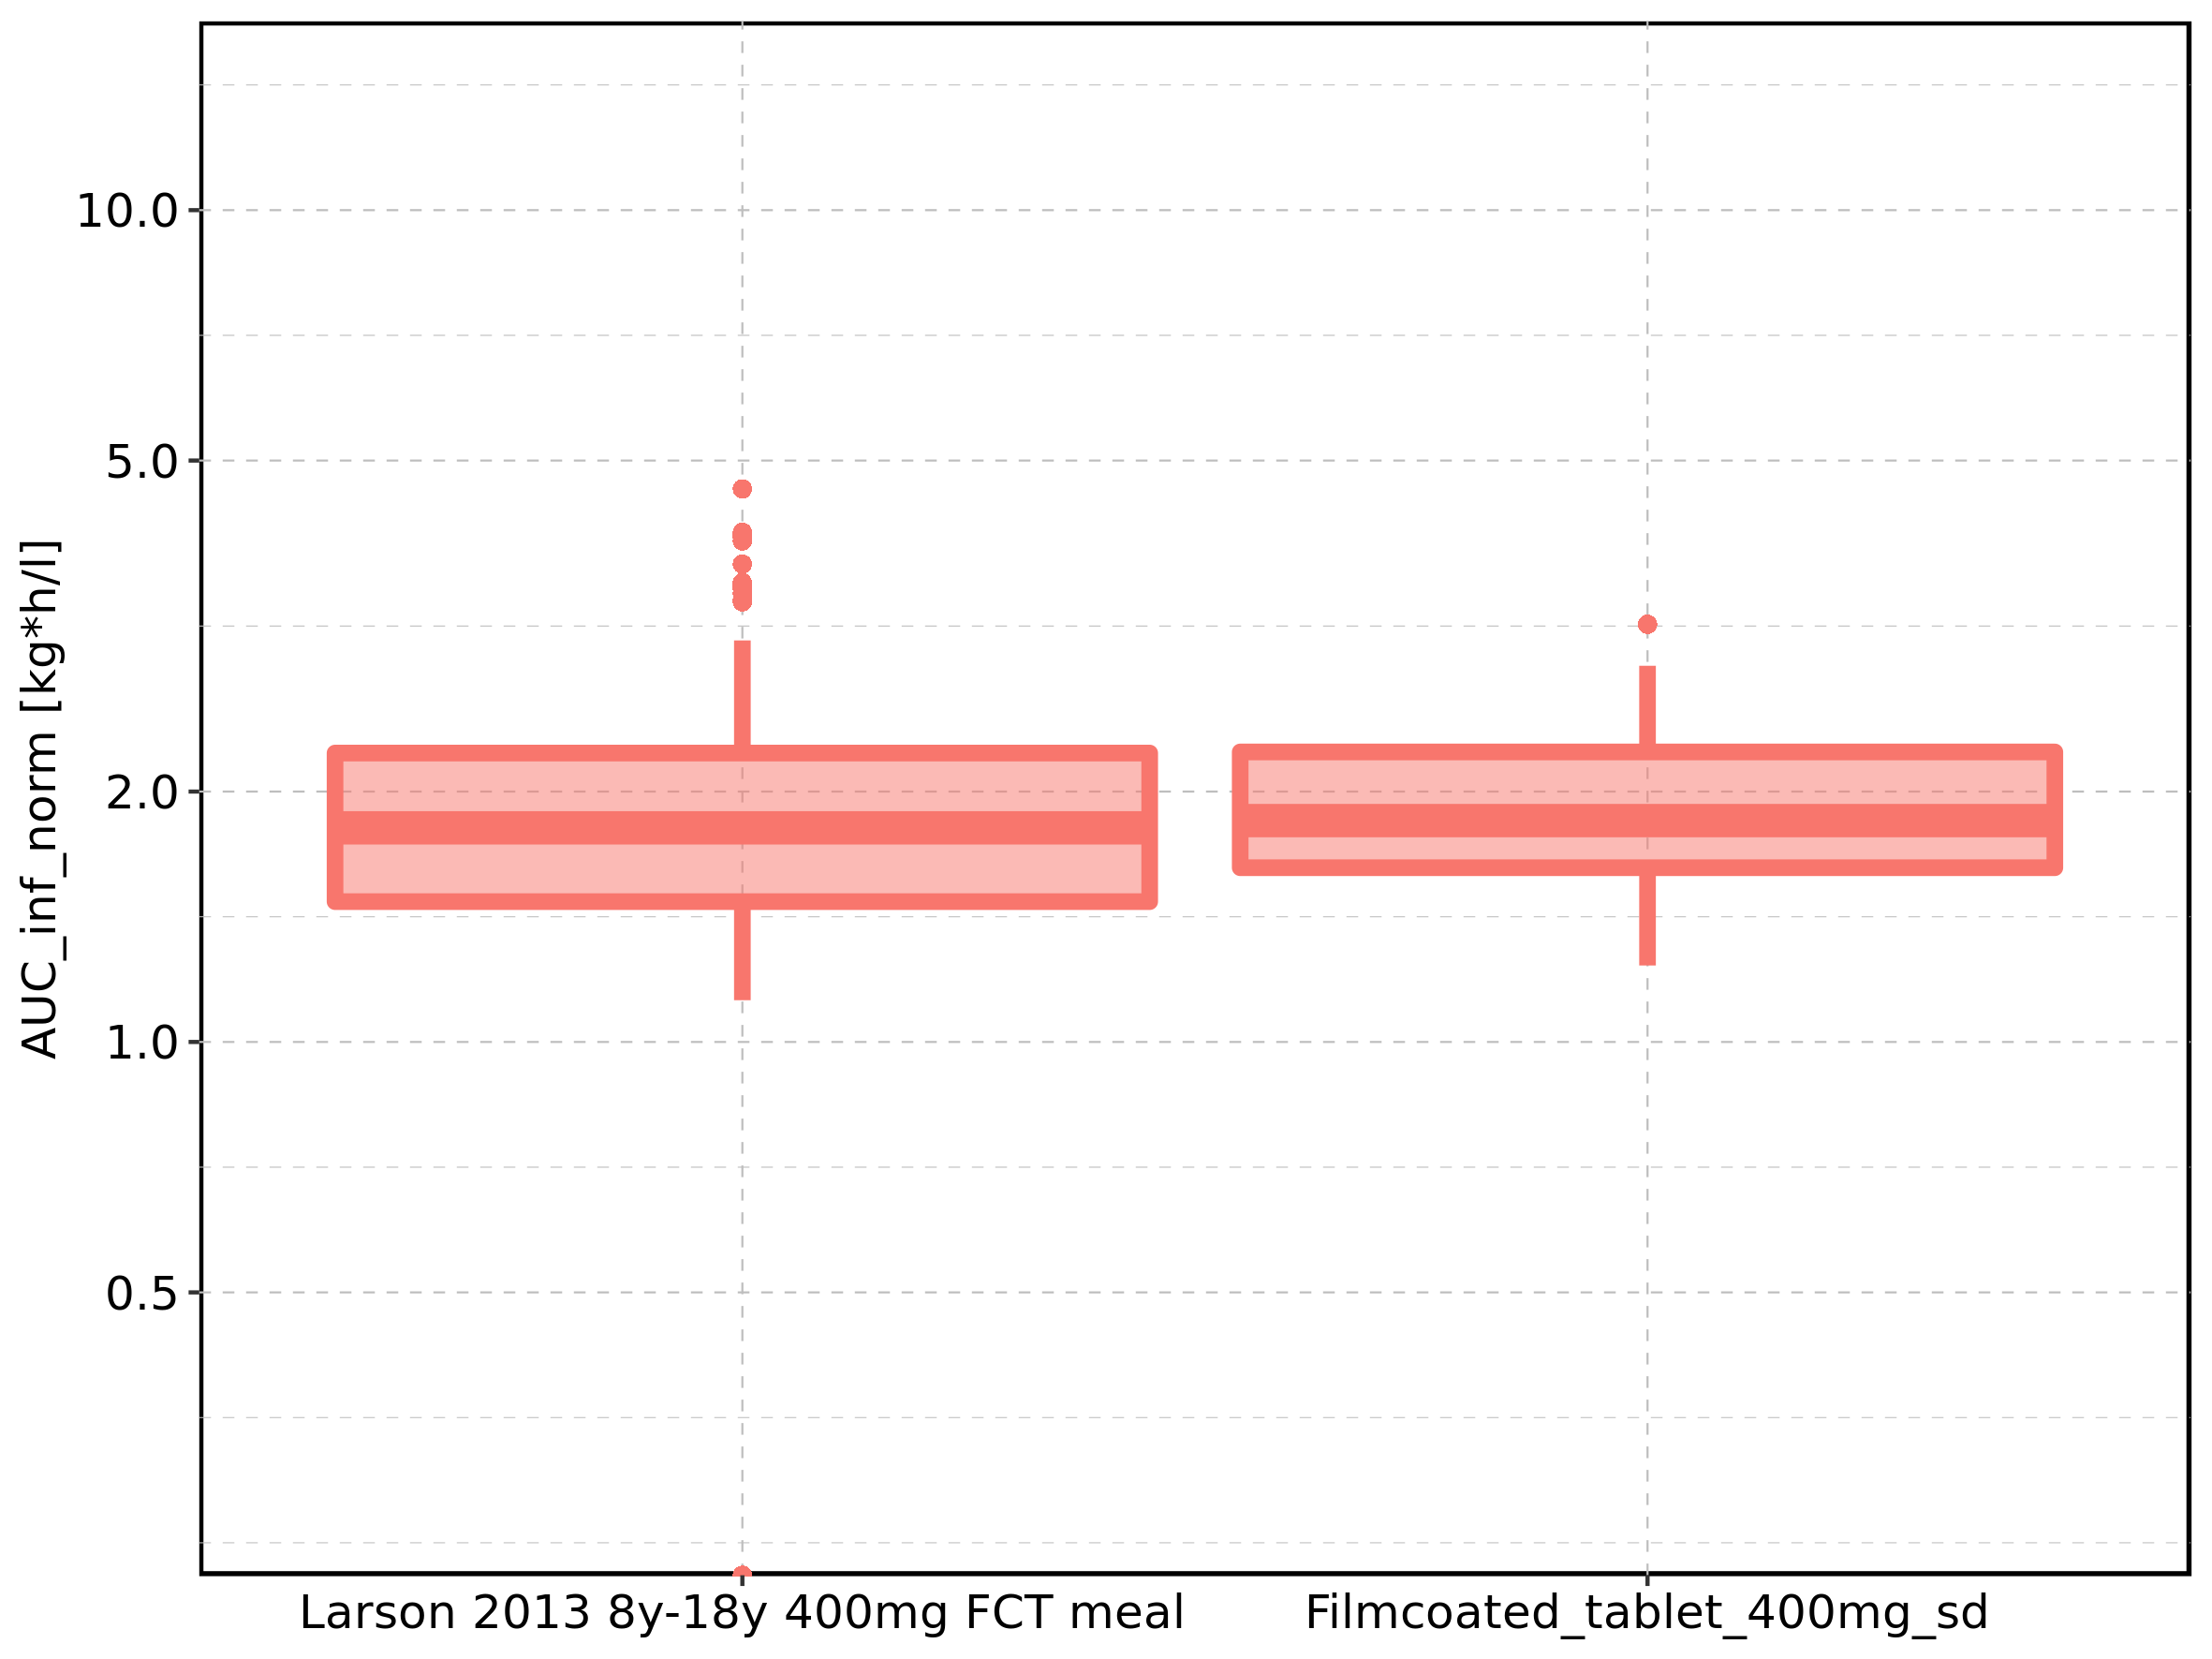 AUC_inf_norm [kg*h/l]
10.0
5.0
2.0
1.0
0.5
Larson 2013 8y-18y 400mg FCT meal
Filmcoated_tablet_400mg_sd